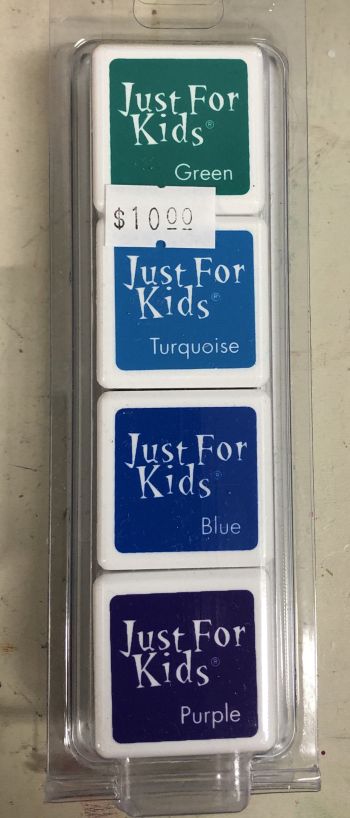 Just For
Kids®
Green
$10.00
Just For
Kids®
Turquoise
Just For
Kids®
Blue
Just For
Kids®
Purple